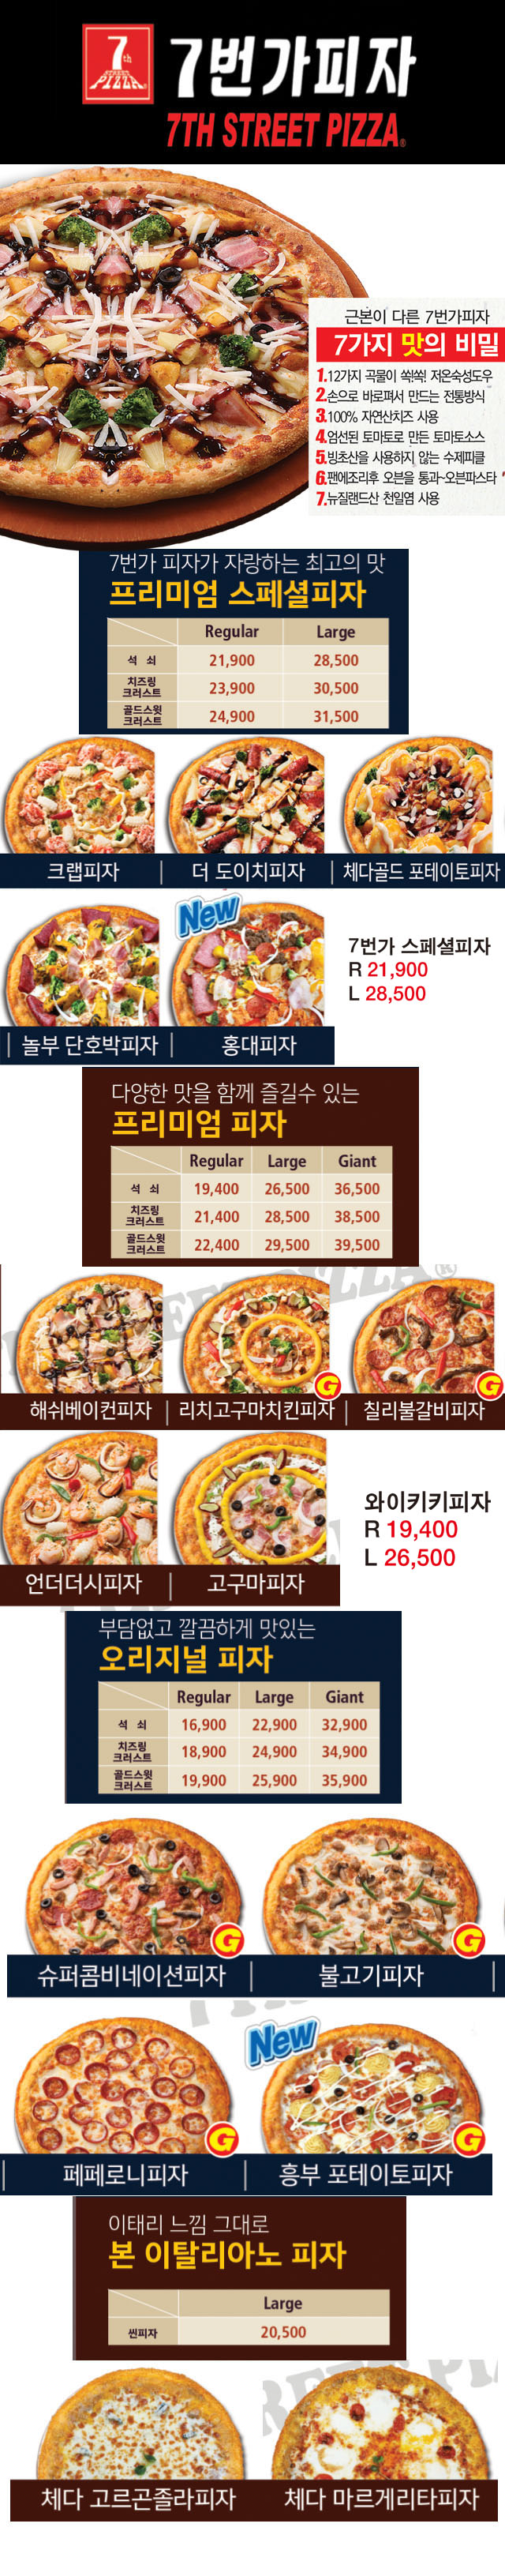 7th
STREET
PIZZA
7번가피자
7TH STREET PIZZA®
근본이 다른 7번가피자
7가지 맛의 비밀
1.12가지 곡물이 쏙쏙! 저온숙성도우
2.손으로 바로펴서 만드는 전통방식
3.100% 자연산치즈 사용
4.엄선된 토마토로 만든 토마토소스
5.빙초산을 사용하지 않는 수제피클
6.팬에조리후 오븐을 통과~오븐파스타
7.뉴질랜드산 천일염 사용
7번가 피자가 자랑하는 최고의 맛
프리미엄 스페셜피자
Regular Large
석 쇠 21,900 28,500
치즈링 크러스트 23,900 30,500
골드스윗 크러스트 24,900 31,500
크랩피자 | 더 도이치피자 | 체다골드 포테이토피자
New
7번가 스페셜피자
R 21,900
L 28,500
| 놀부 단호박피자 | 홍대피자
다양한 맛을 함께 즐길수 있는
프리미엄 피자
Regular Large Giant
석 쇠 19,400 26,500 36,500
치즈링 크러스트 21,400 28,500 38,500
골드스윗 크러스트 22,400 29,500 39,500
G G
해쉬베이컨피자 | 리치고구마치킨피자 | 칠리불갈비피자
와이키키피자
R 19,400
L 26,500
언더더시피자 | 고구마피자
부담없고 깔끔하게 맛있는
오리지널 피자
Regular Large Giant
석 쇠 16,900 22,900 32,900
치즈링 크러스트 18,900 24,900 34,900
골드스윗 크러스트 19,900 25,900 35,900
G G
슈퍼콤비네이션피자 | 불고기피자 |
New
G G
| 페페로니피자 | 흥부 포테이토피자
이태리 느낌 그대로
본 이탈리아노 피자
Large
씬피자 20,500
체다 고르곤졸라피자 체다 마르게리타피자